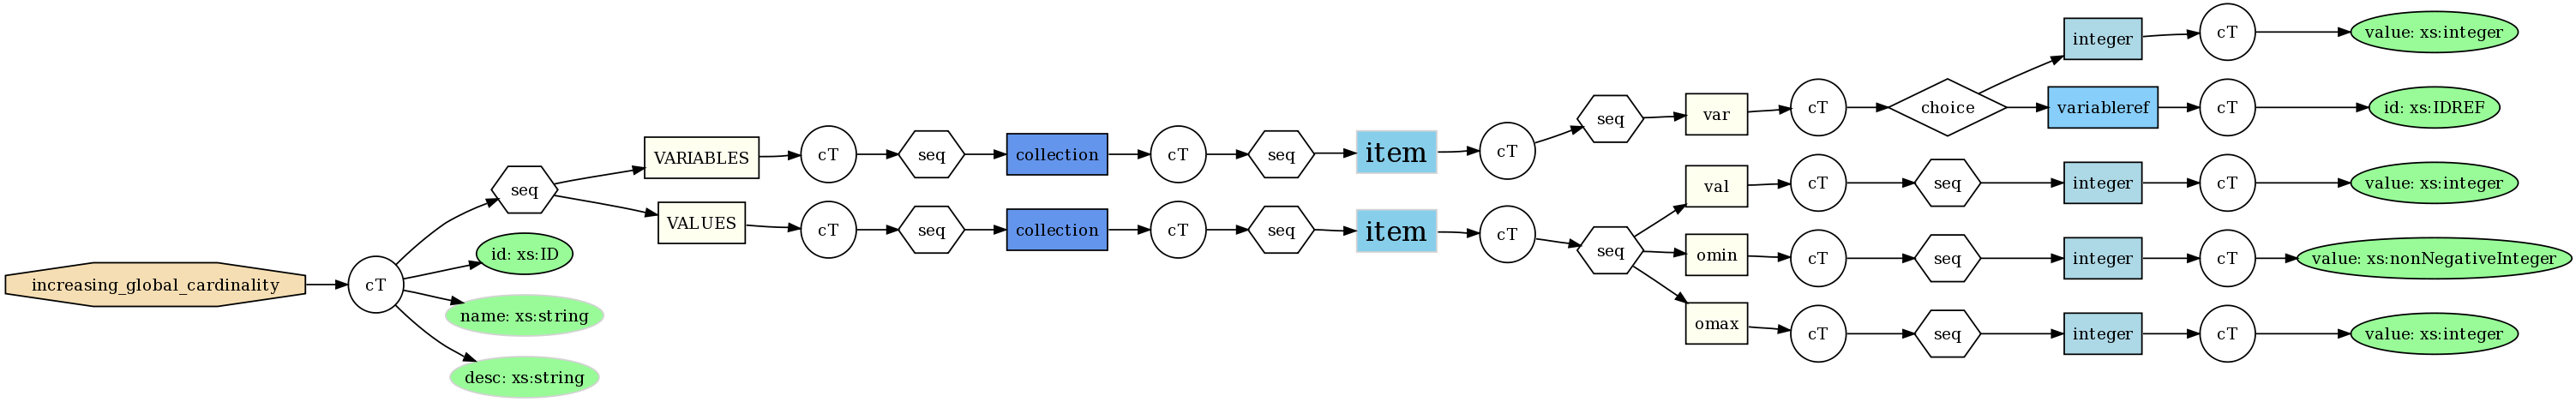 increasing_global_cardinality
cT
seq
id: xs:ID
name: xs:string
desc: xs:string
VARIABLES
cT
seq
collection
cT
seq
item
cT
seq
var
cT
choice
integer
cT
value: xs:integer
variableref
cT
id: xs:IDREF
VALUES
cT
seq
collection
cT
seq
item
cT
seq
val
cT
seq
integer
cT
value: xs:integer
omin
cT
seq
integer
cT
value: xs:nonNegativeInteger
omax
cT
seq
integer
cT
value: xs:integer